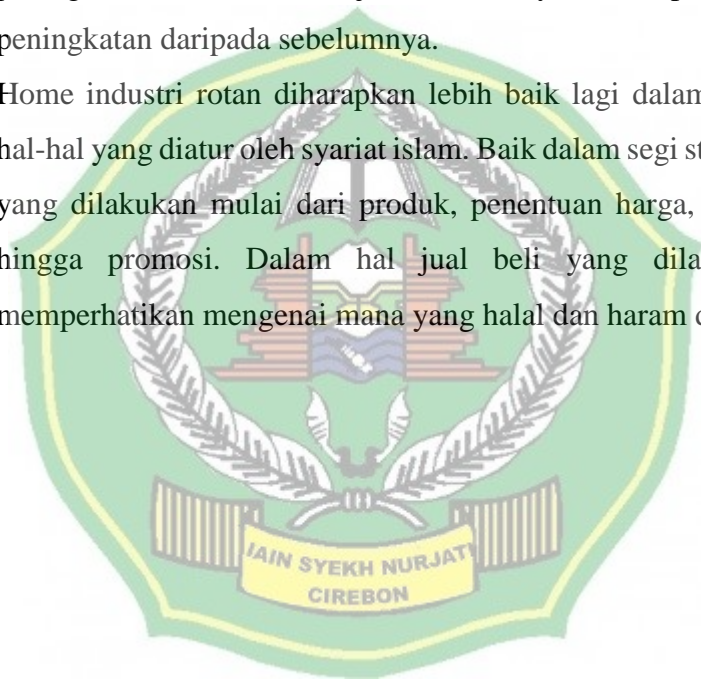 peningkatan daripada sebelumnya.
Home industri rotan diharapkan lebih baik lagi dalam
hal-hal yang diatur oleh syariat islam. Baik dalam segi
yang dilakukan mulai dari produk, penentuan harga,
hingga promosi. Dalam hal jual beli yang
memperhatikan mengenai mana yang halal dan haram
IAIN SYEKH NURJATI
CIREBON